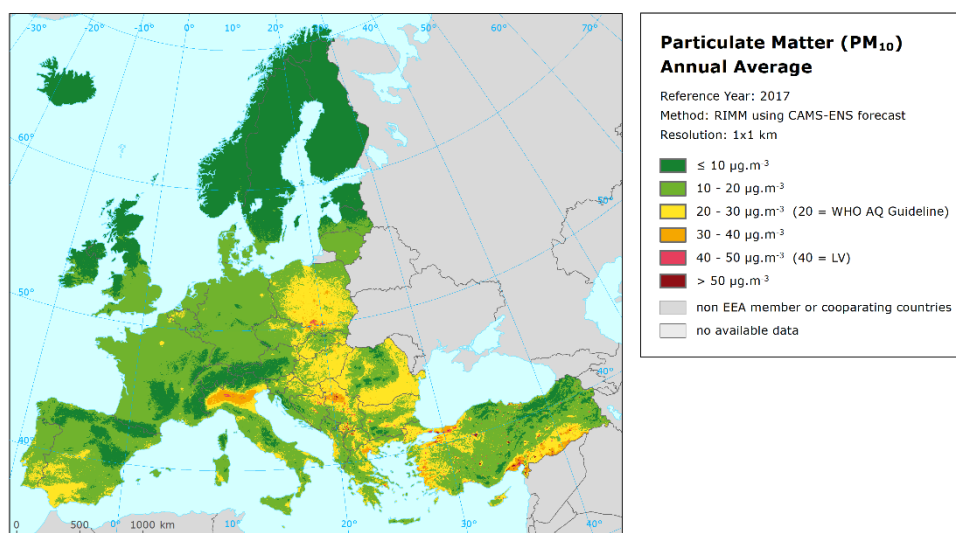 -30° -20° -10° 0° 10° 20° 30° 40° 50° 60° 70°
60°
50°
50°
40°
40°
0 500 1000 km
0° 10° 20° 30° 40°
Particulate Matter (PM₁₀)
Annual Average
Reference Year: 2017
Method: RIMM using CAMS-ENS forecast
Resolution: 1x1 km
≤ 10 µg.m⁻³
10 - 20 µg.m⁻³
20 - 30 µg.m⁻³ (20 = WHO AQ Guideline)
30 - 40 µg.m⁻³
40 - 50 µg.m⁻³ (40 = LV)
> 50 µg.m⁻³
non EEA member or cooparating countries
no available data